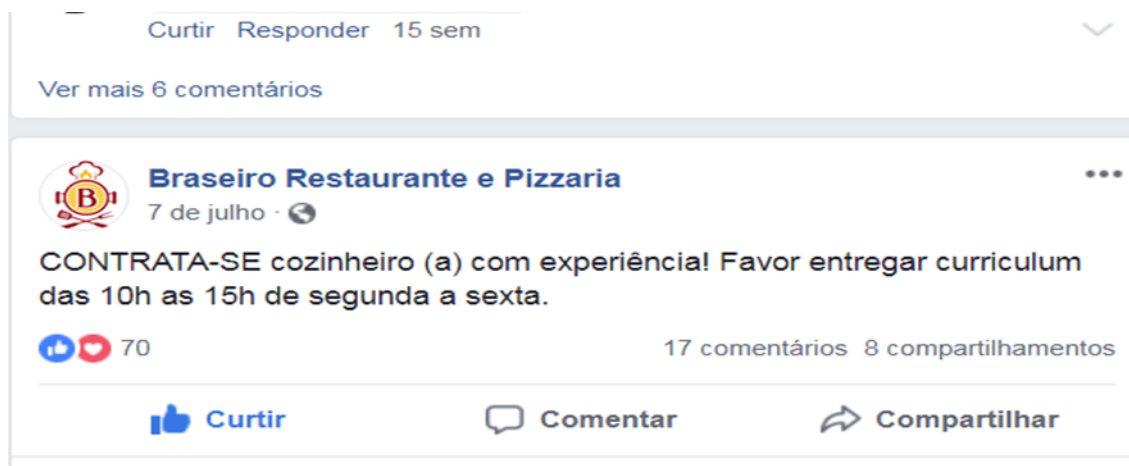 Curtir Responder 15 sem
Ver mais 6 comentários
B
Braseiro Restaurante e Pizzaria
7 de julho ·
CONTRATA-SE cozinheiro (a) com experiência! Favor entregar curriculum
das 10h as 15h de segunda a sexta.
70 17 comentários 8 compartilhamentos
Curtir Comentar Compartilhar